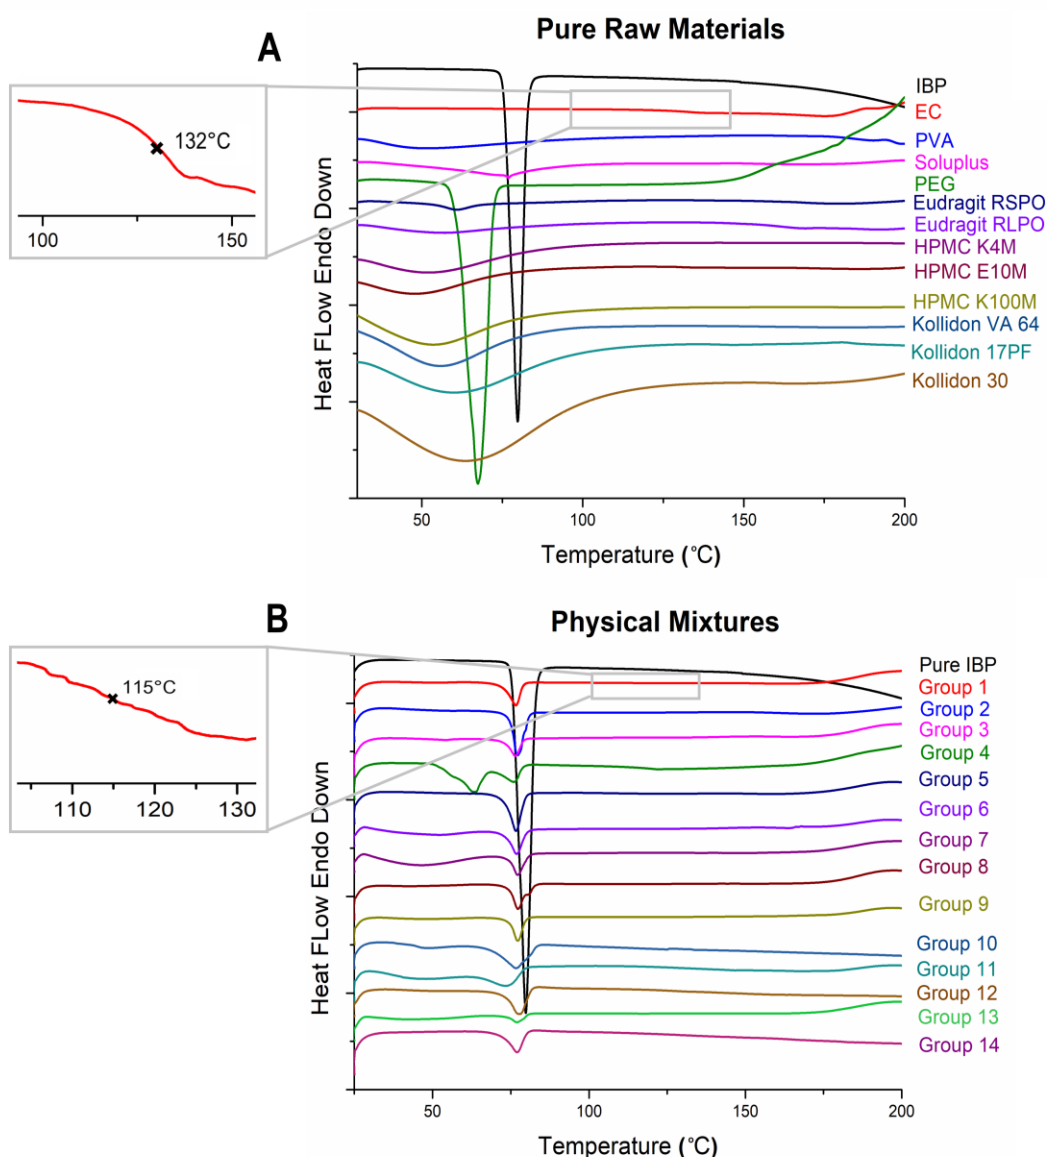 A
Pure Raw Materials
132°C
100
150
IBP
EC
PVA
Soluplus
PEG
Eudragit RSPO
Eudragit RLPO
HPMC K4M
HPMC E10M
HPMC K100M
Kollidon VA 64
Kollidon 17PF
Kollidon 30
Heat FLow Endo Down
50
100
150
200
Temperature (°C)
B
Physical Mixtures
115°C
110
120
130
Pure IBP
Group 1
Group 2
Group 3
Group 4
Group 5
Group 6
Group 7
Group 8
Group 9
Group 10
Group 11
Group 12
Group 13
Group 14
Heat FLow Endo Down
50
100
150
200
Temperature (°C)